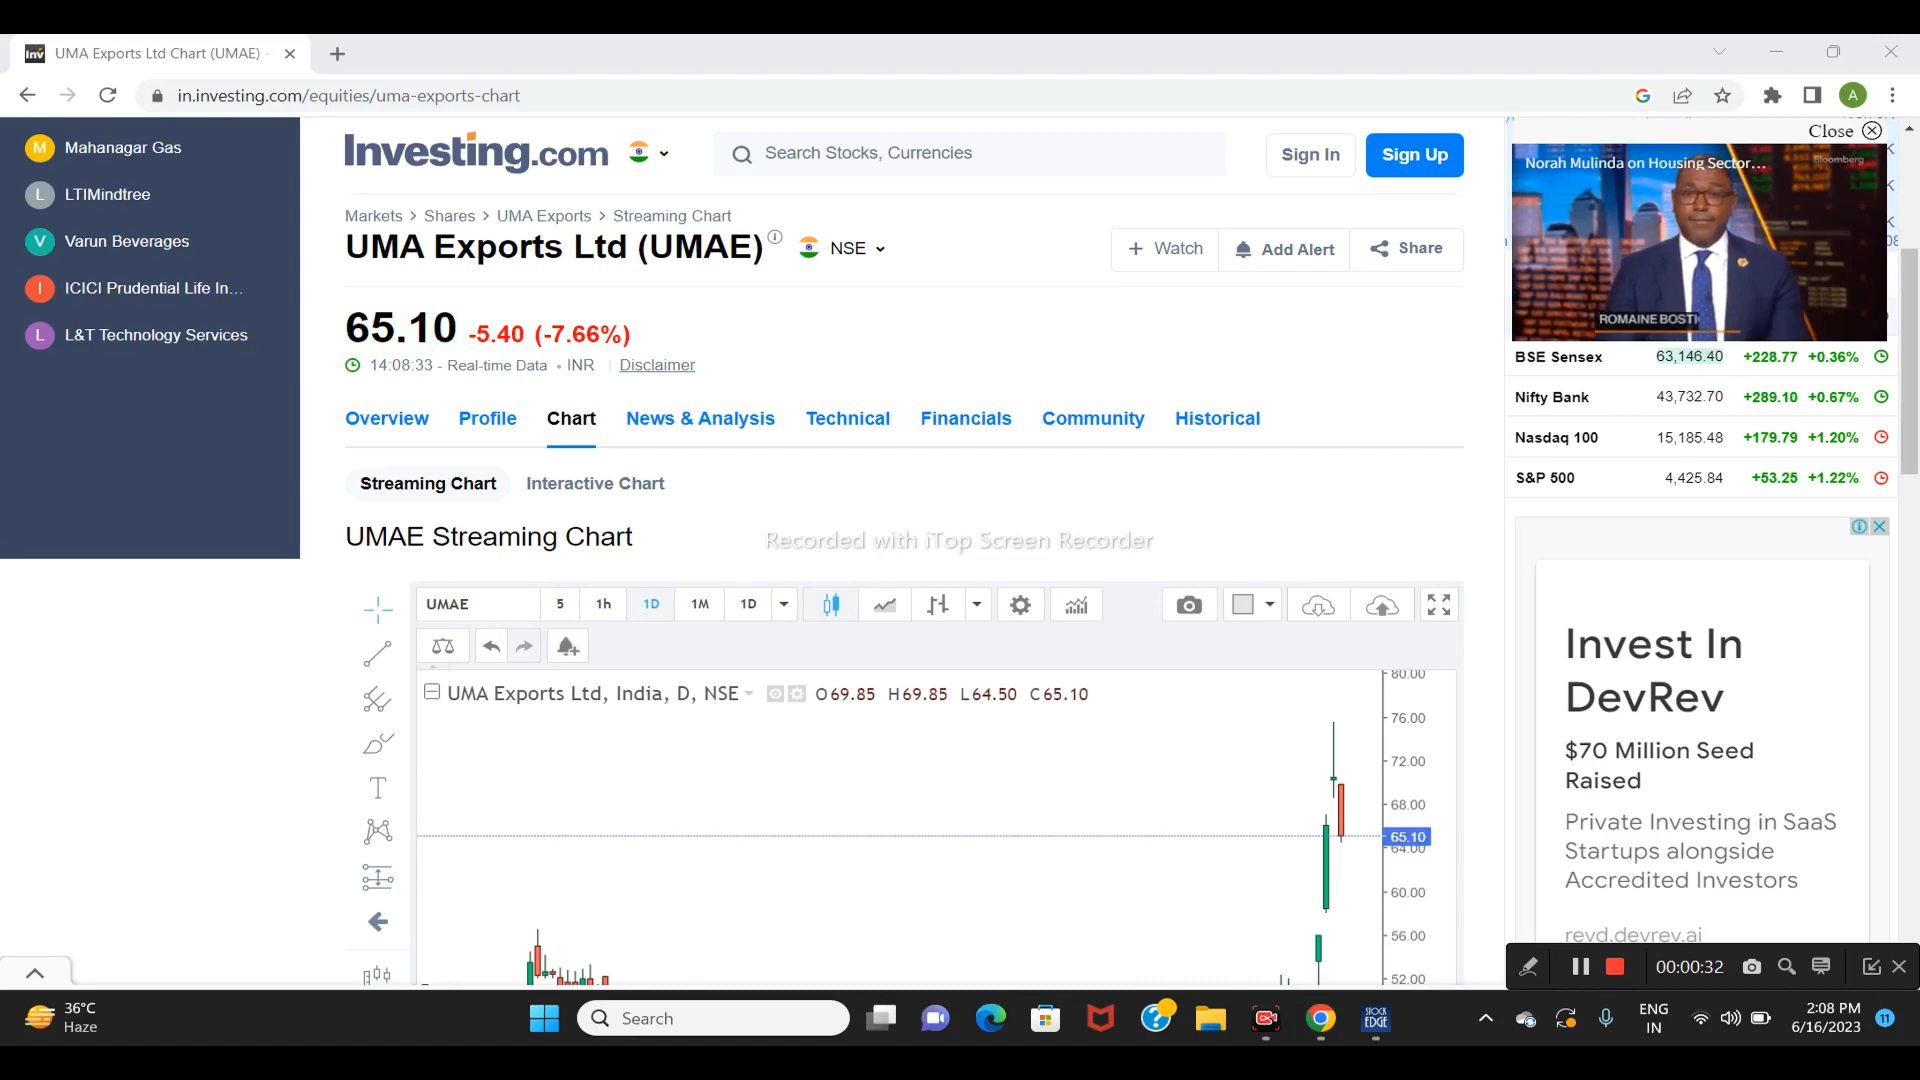 UMA Exports Ltd Chart (UMAE) -
in.investing.com/equities/uma-exports-chart
A
M Mahanagar Gas
L LTIMindtree
V Varun Beverages
I ICICI Prudential Life In...
L L&T Technology Services
Investing.com
Search Stocks, Currencies
Sign In
Sign Up
Markets > Shares > UMA Exports > Streaming Chart
UMA Exports Ltd (UMAE)
NSE
+ Watch
Add Alert
Share
65.10 -5.40 (-7.66%)
14:08:33 - Real-time Data • INR | Disclaimer
Overview Profile Chart News & Analysis Technical Financials Community Historical
Streaming Chart Interactive Chart
UMAE Streaming Chart
Recorded with iTop Screen Recorder
UMAE 5 1h 1D 1M 1D
UMA Exports Ltd, India, D, NSE O69.85 H69.85 L64.50 C65.10
80.00
76.00
72.00
68.00
65.10
64.00
60.00
56.00
52.00
Close
Norah Mulinda on Housing Sector...
Bloomberg
ROMAINE BOSTI
BSE Sensex 63,146.40 +228.77 +0.36%
Nifty Bank 43,732.70 +289.10 +0.67%
Nasdaq 100 15,185.48 +179.79 +1.20%
S&P 500 4,425.84 +53.25 +1.22%
Invest In
DevRev
$70 Million Seed
Raised
Private Investing in SaaS
Startups alongside
Accredited Investors
revd.devrev.ai
00:00:32
36°C
Haze
Search
STOCK
EDGE
ENG
IN
2:08 PM
6/16/2023
11